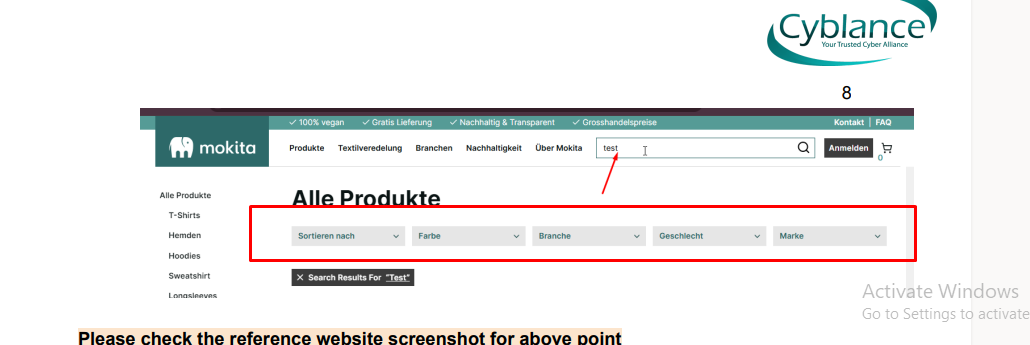 Cyblance
Your Trusted Cyber Alliance
8
✓ 100% vegan ✓ Gratis Lieferung ✓ Nachhaltig & Transparent ✓ Grosshandelspreise Kontakt | FAQ
mokita Produkte Textilveredelung Branchen Nachhaltigkeit Über Mokita test Anmelden 0
Alle Produkte
Alle Produkte
T-Shirts
Hemden
Sortieren nach Farbe Branche Geschlecht Marke
Hoodies
Sweatshirt
× Search Results For "Test"
Longsleeves
Activate Windows
Go to Settings to activate
Please check the reference website screenshot for above point